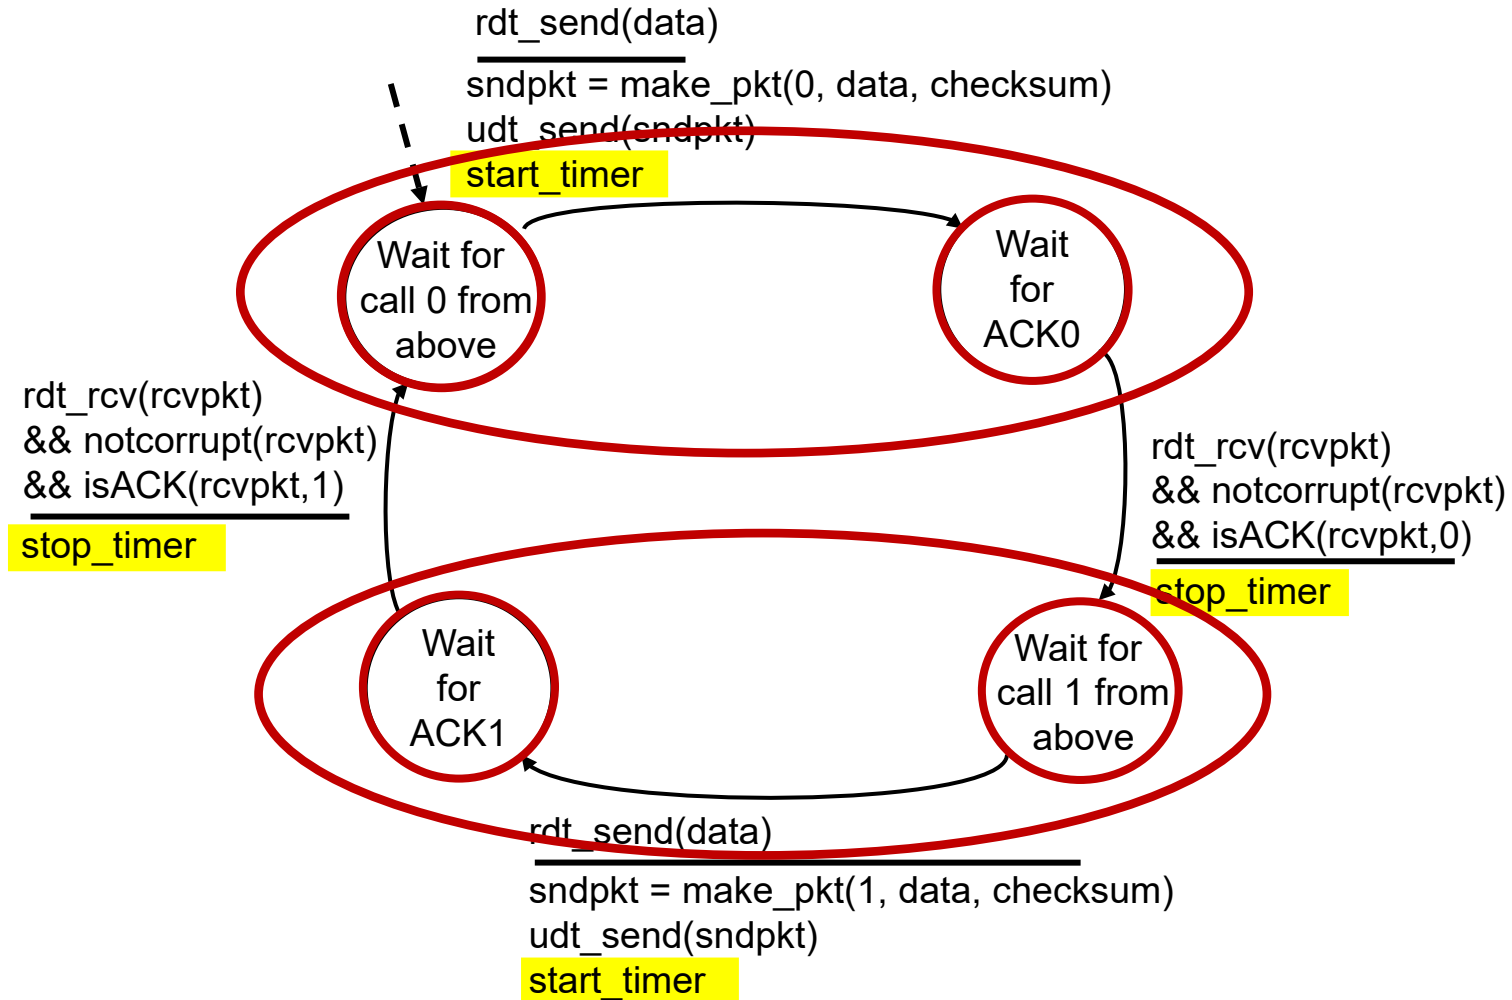 rdt_send(data)
sndpkt = make_pkt(0, data, checksum)
udt_send(sndpkt)
start_timer
Wait for
call 0 from
above
Wait
for
ACK0
rdt_rcv(rcvpkt)
&& notcorrupt(rcvpkt)
&& isACK(rcvpkt,1)
stop_timer
rdt_rcv(rcvpkt)
&& notcorrupt(rcvpkt)
&& isACK(rcvpkt,0)
stop_timer
Wait
for
ACK1
Wait for
call 1 from
above
rdt_send(data)
sndpkt = make_pkt(1, data, checksum)
udt_send(sndpkt)
start_timer